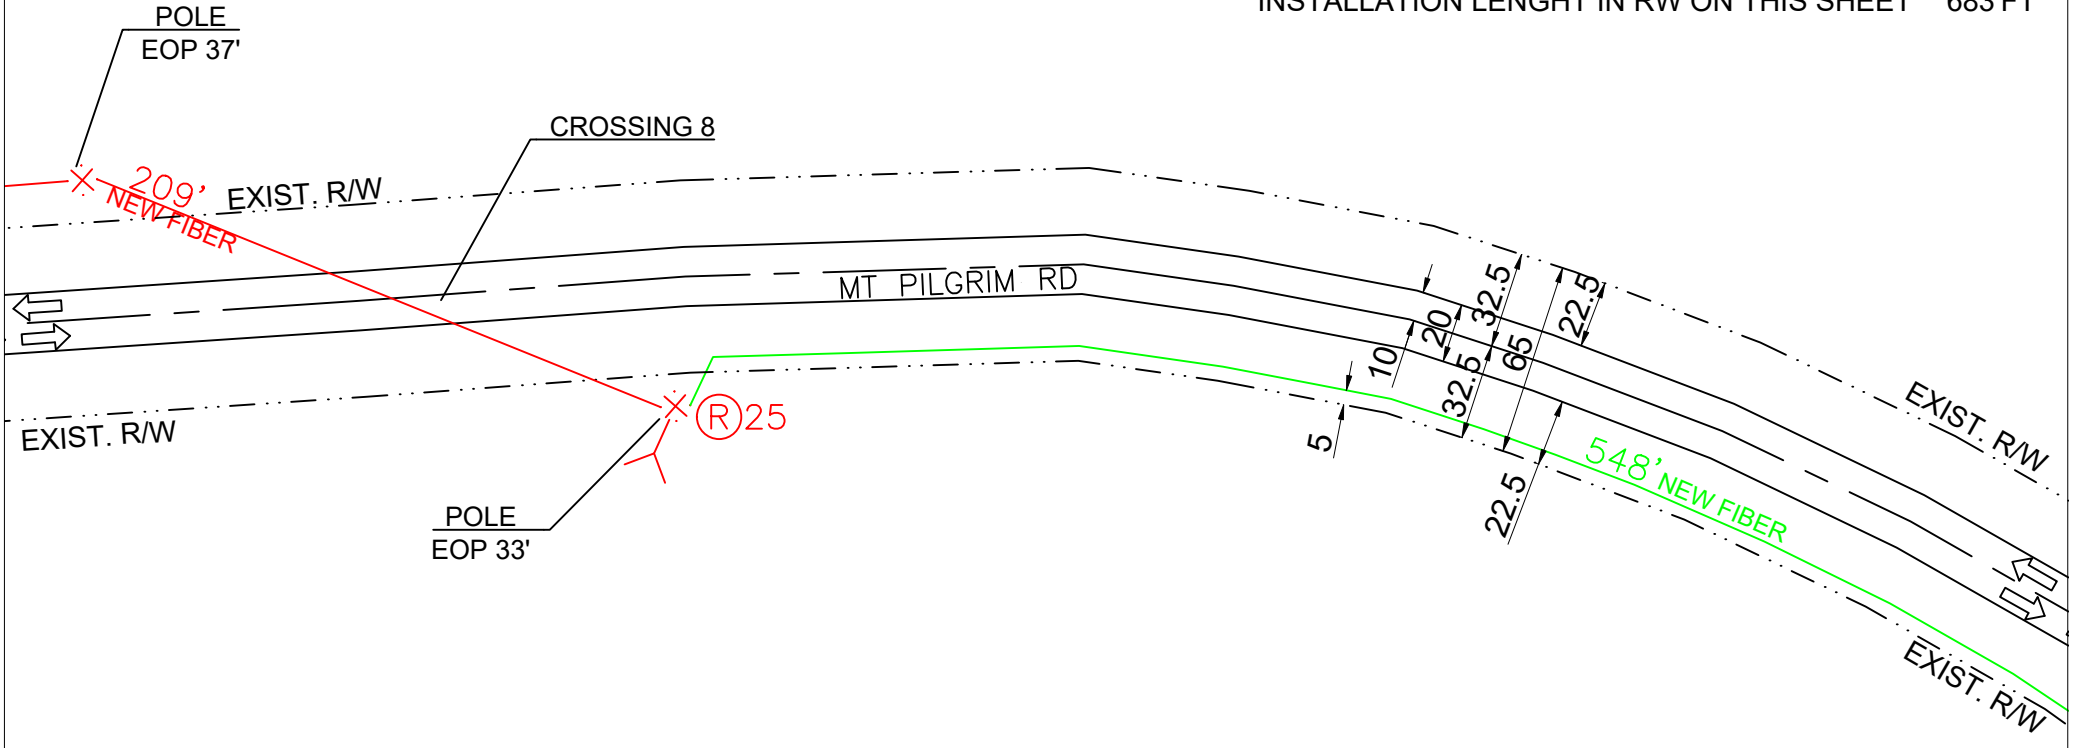 INSTALLATION LENGHT IN RW ON THIS SHEET 683 FT
POLE
EOP 37'
CROSSING 8
209'
NEW FIBER
EXIST. R/W
MT PILGRIM RD
EXIST. R/W
R 25
POLE
EOP 33'
5
10
20
32.5
32.5
65
22.5
22.5
548' NEW FIBER
EXIST. R/W
EXIST. R/W